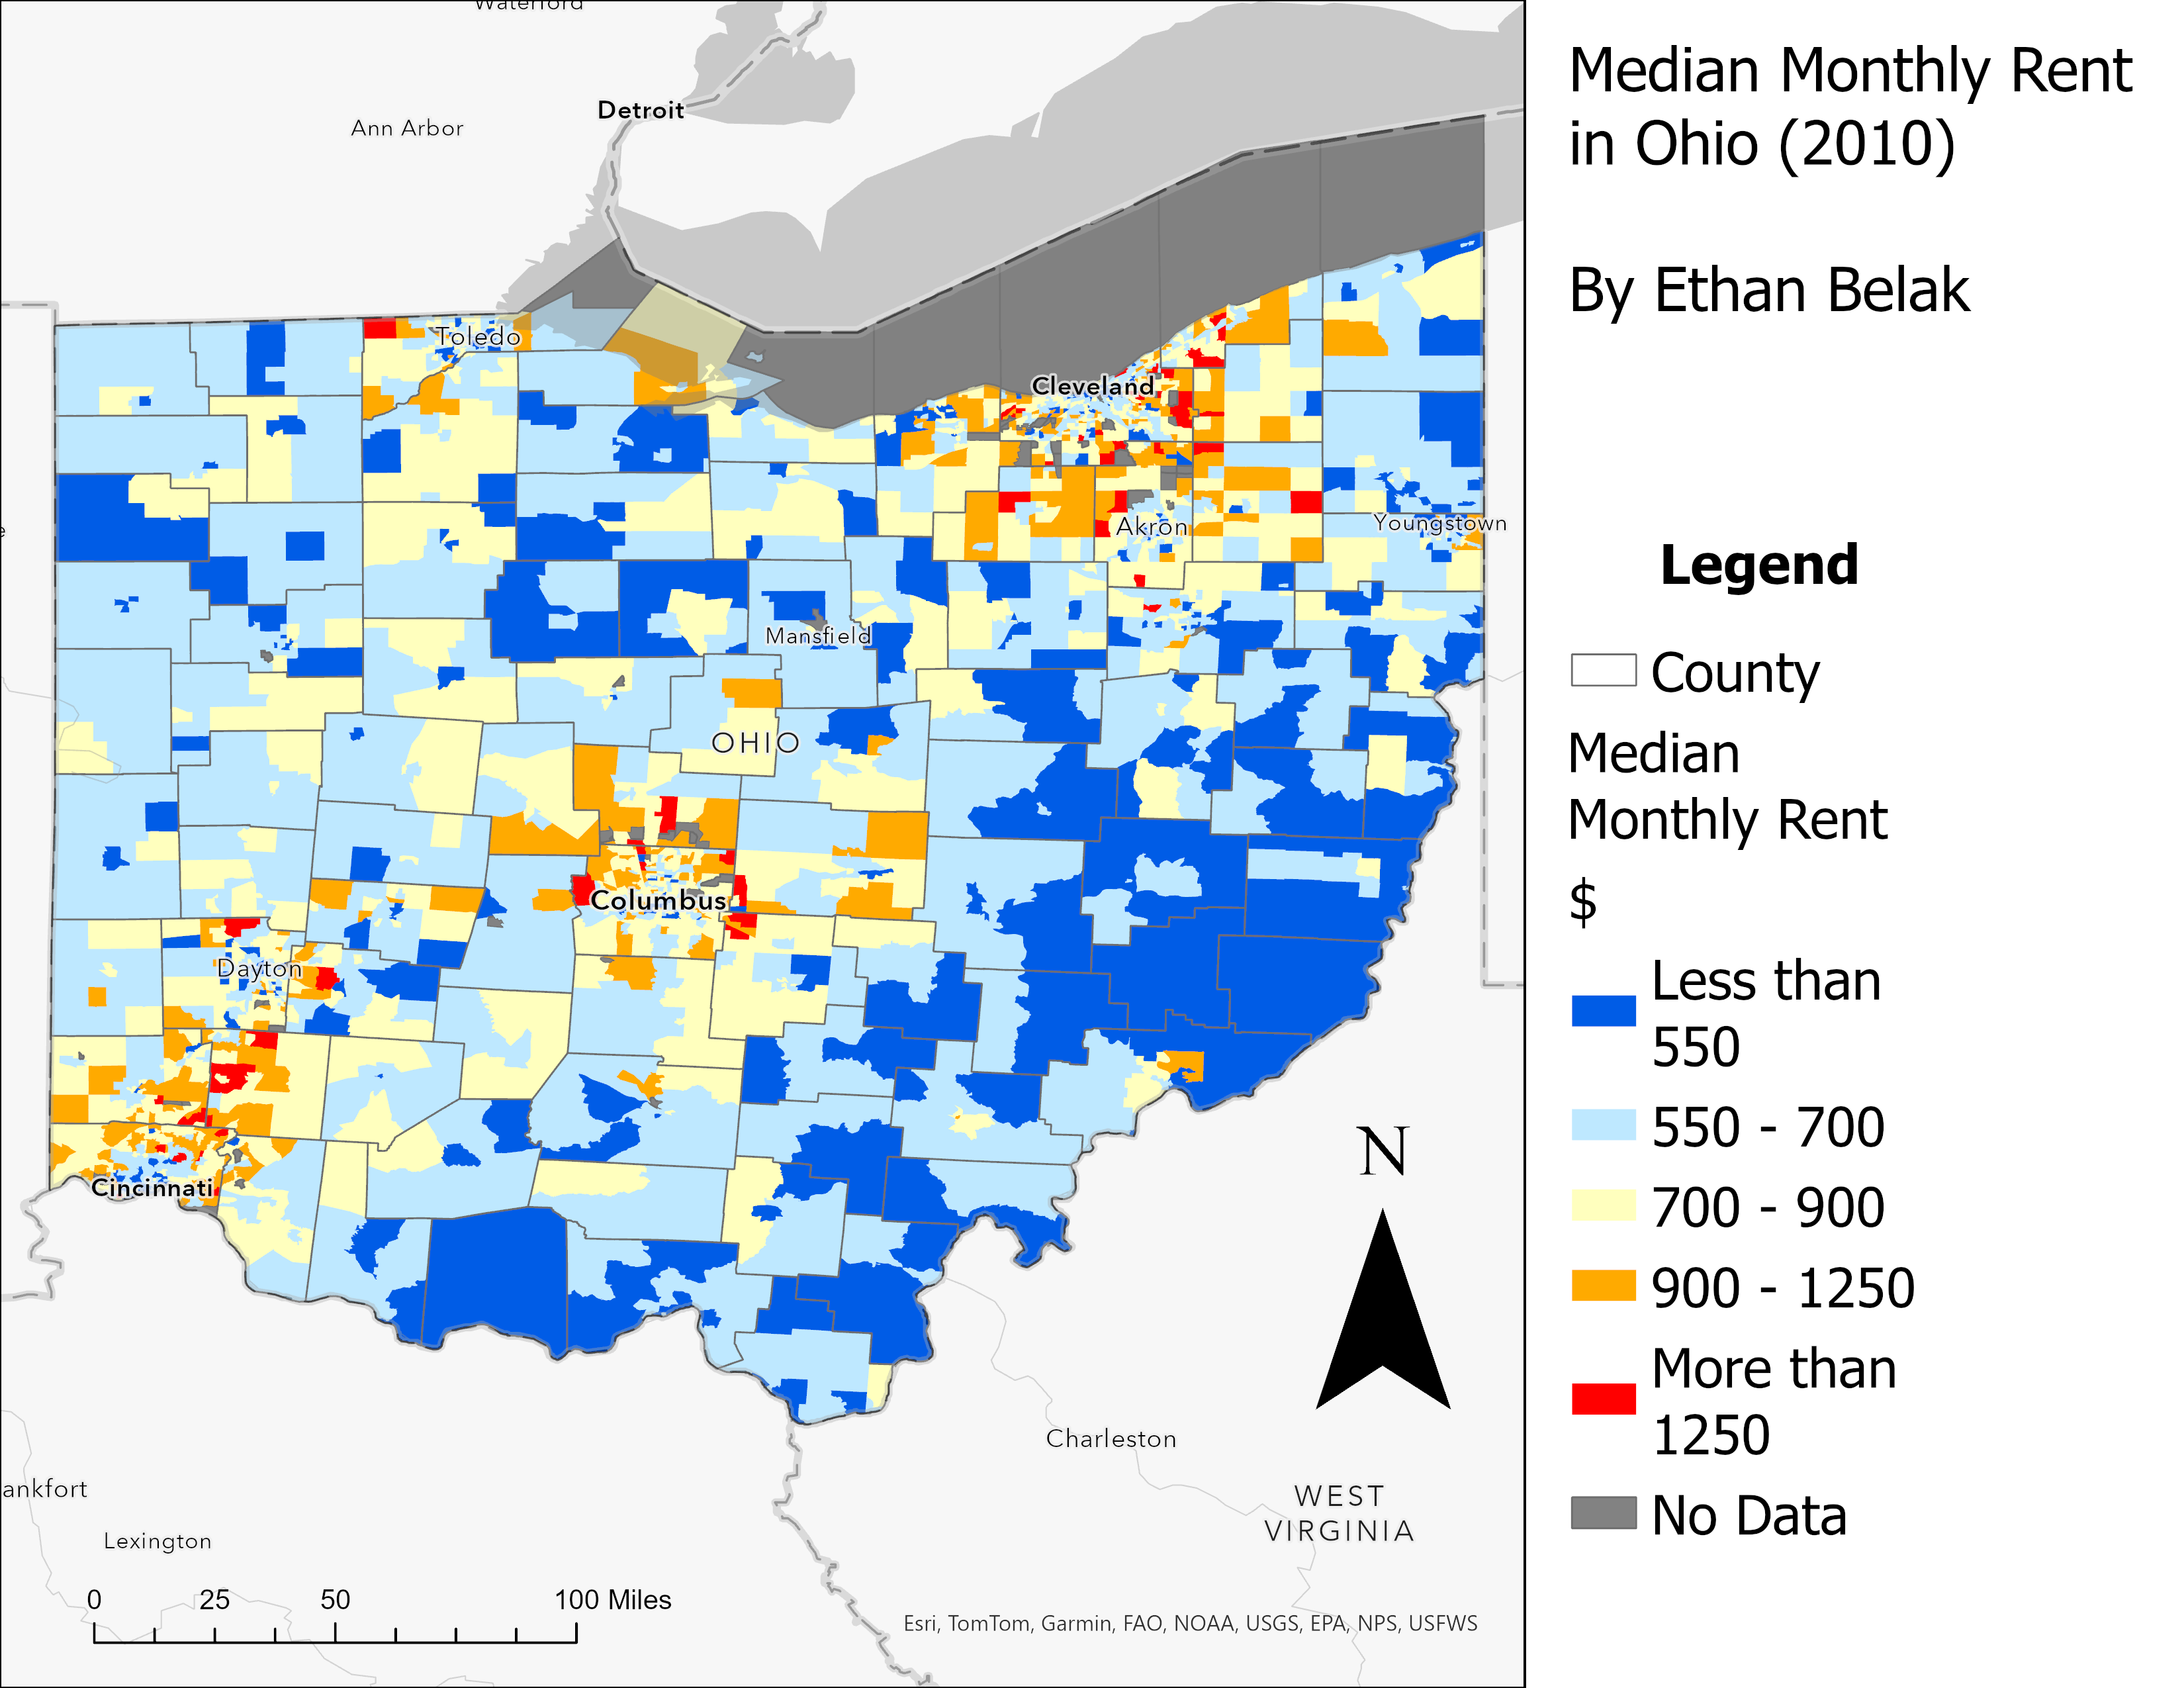 Waterford
Detroit
Ann Arbor
Toledo
Cleveland
Akron
Youngstown
Mansfield
OHIO
Columbus
Dayton
Cincinnati
Charleston
WEST
VIRGINIA
ankfort
Lexington
N
0 25 50 100 Miles
Esri, TomTom, Garmin, FAO, NOAA, USGS, EPA, NPS, USFWS
Median Monthly Rent
in Ohio (2010)
By Ethan Belak
Legend
County
Median
Monthly Rent
$
Less than
550
550 - 700
700 - 900
900 - 1250
More than
1250
No Data